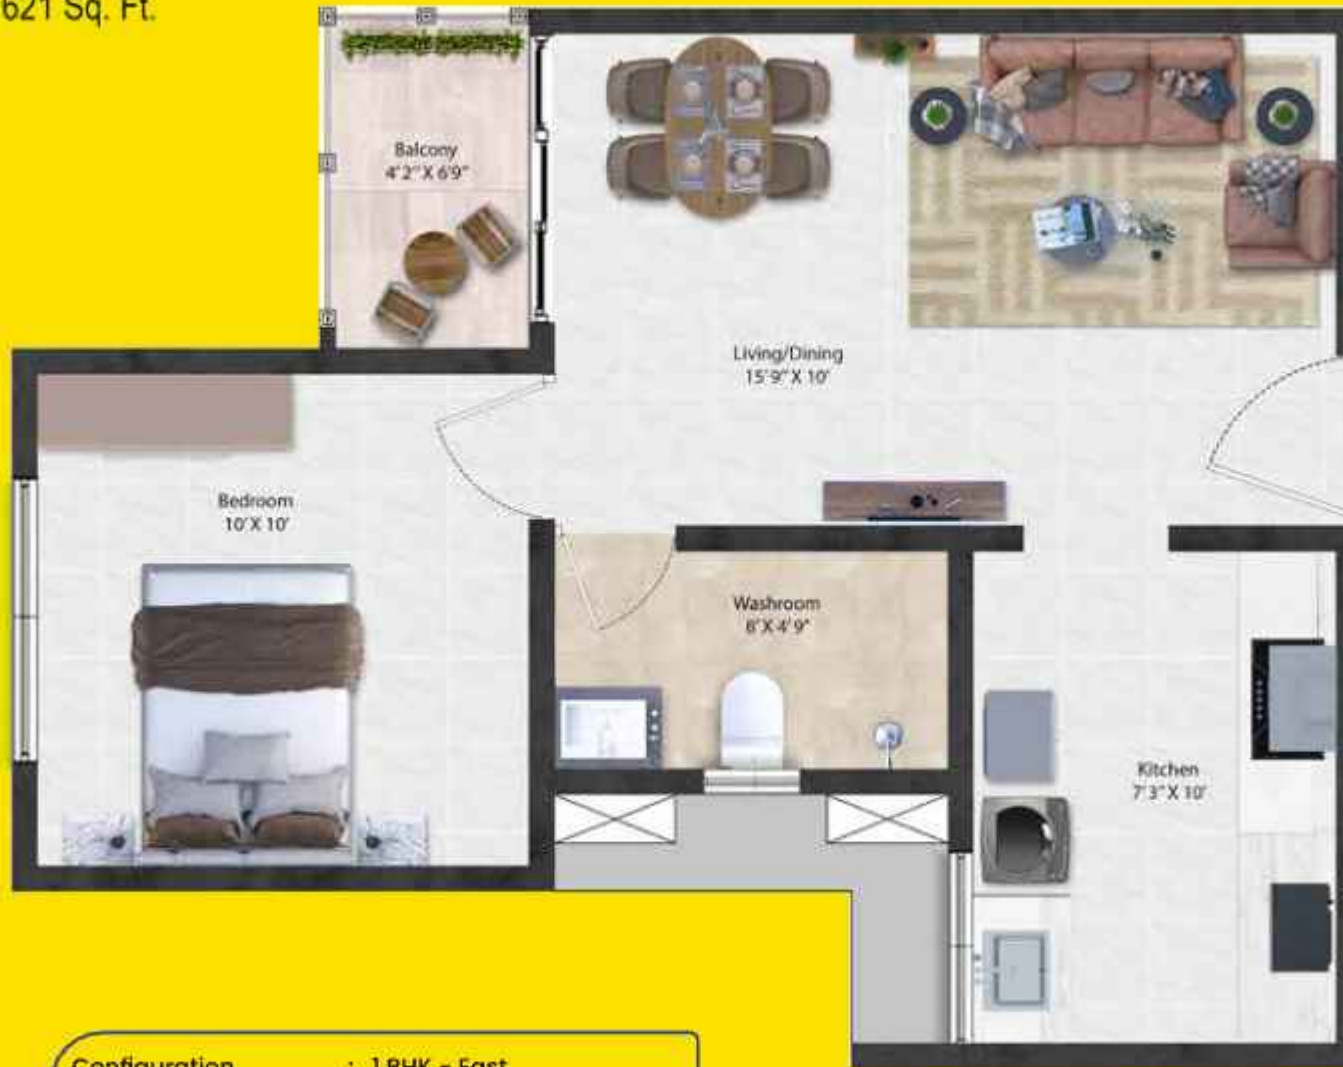 621 Sq. Ft.
Balcony
4'2" X 6'9"
Living/Dining
15'9" X 10'
Bedroom
10' X 10'
Washroom
8' X 4'9"
Kitchen
7'3" X 10'
Configuration : 1 BHK - East